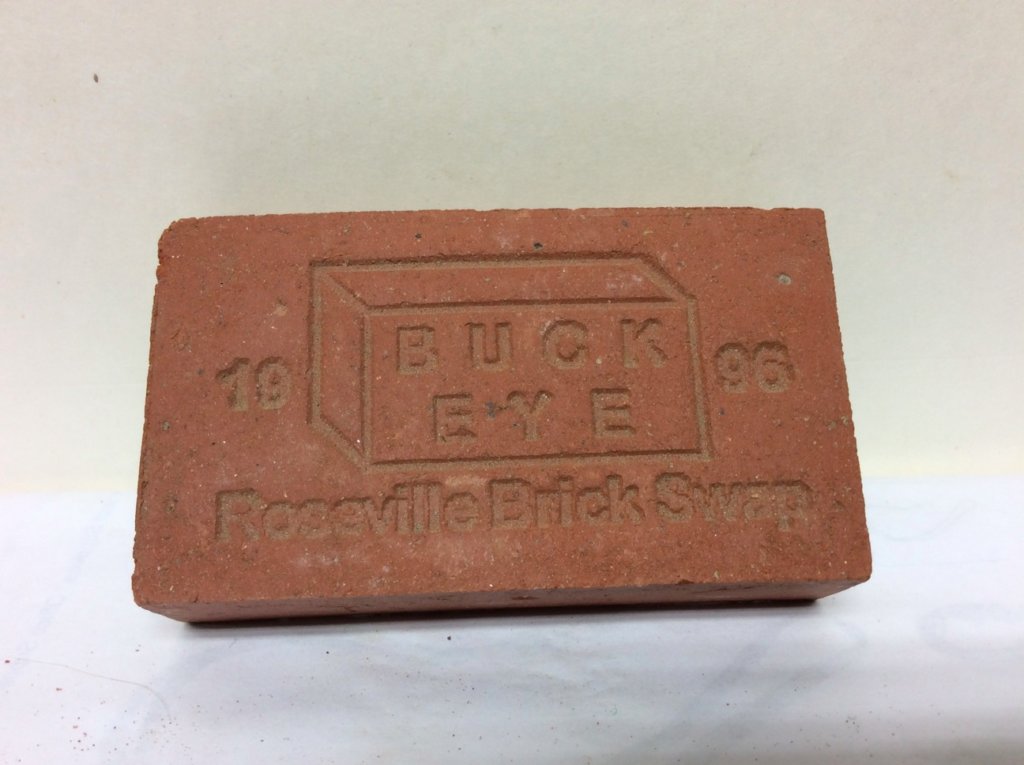 BUCK
19 EYE 96
Roseville Brick Swap